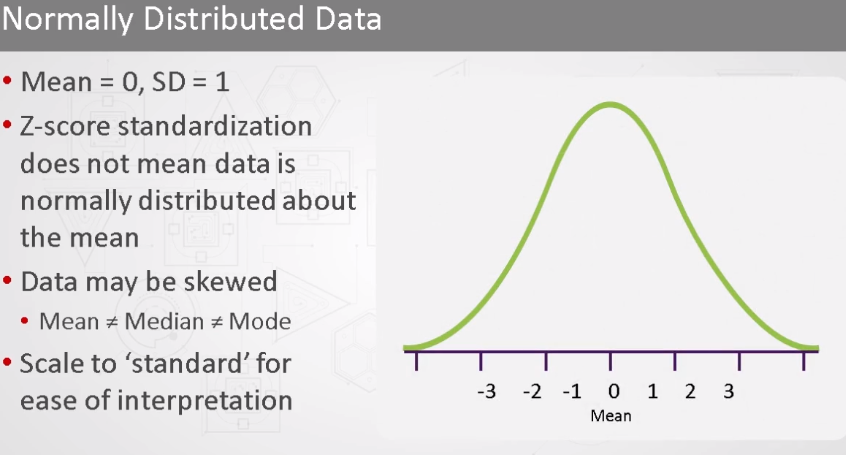 Normally Distributed Data
• Mean = 0, SD = 1
• Z-score standardization
does not mean data is
normally distributed about
the mean
• Data may be skewed
• Mean ≠ Median ≠ Mode
• Scale to ‘standard’ for
ease of interpretation
-3 -2 -1 0 1 2 3
Mean